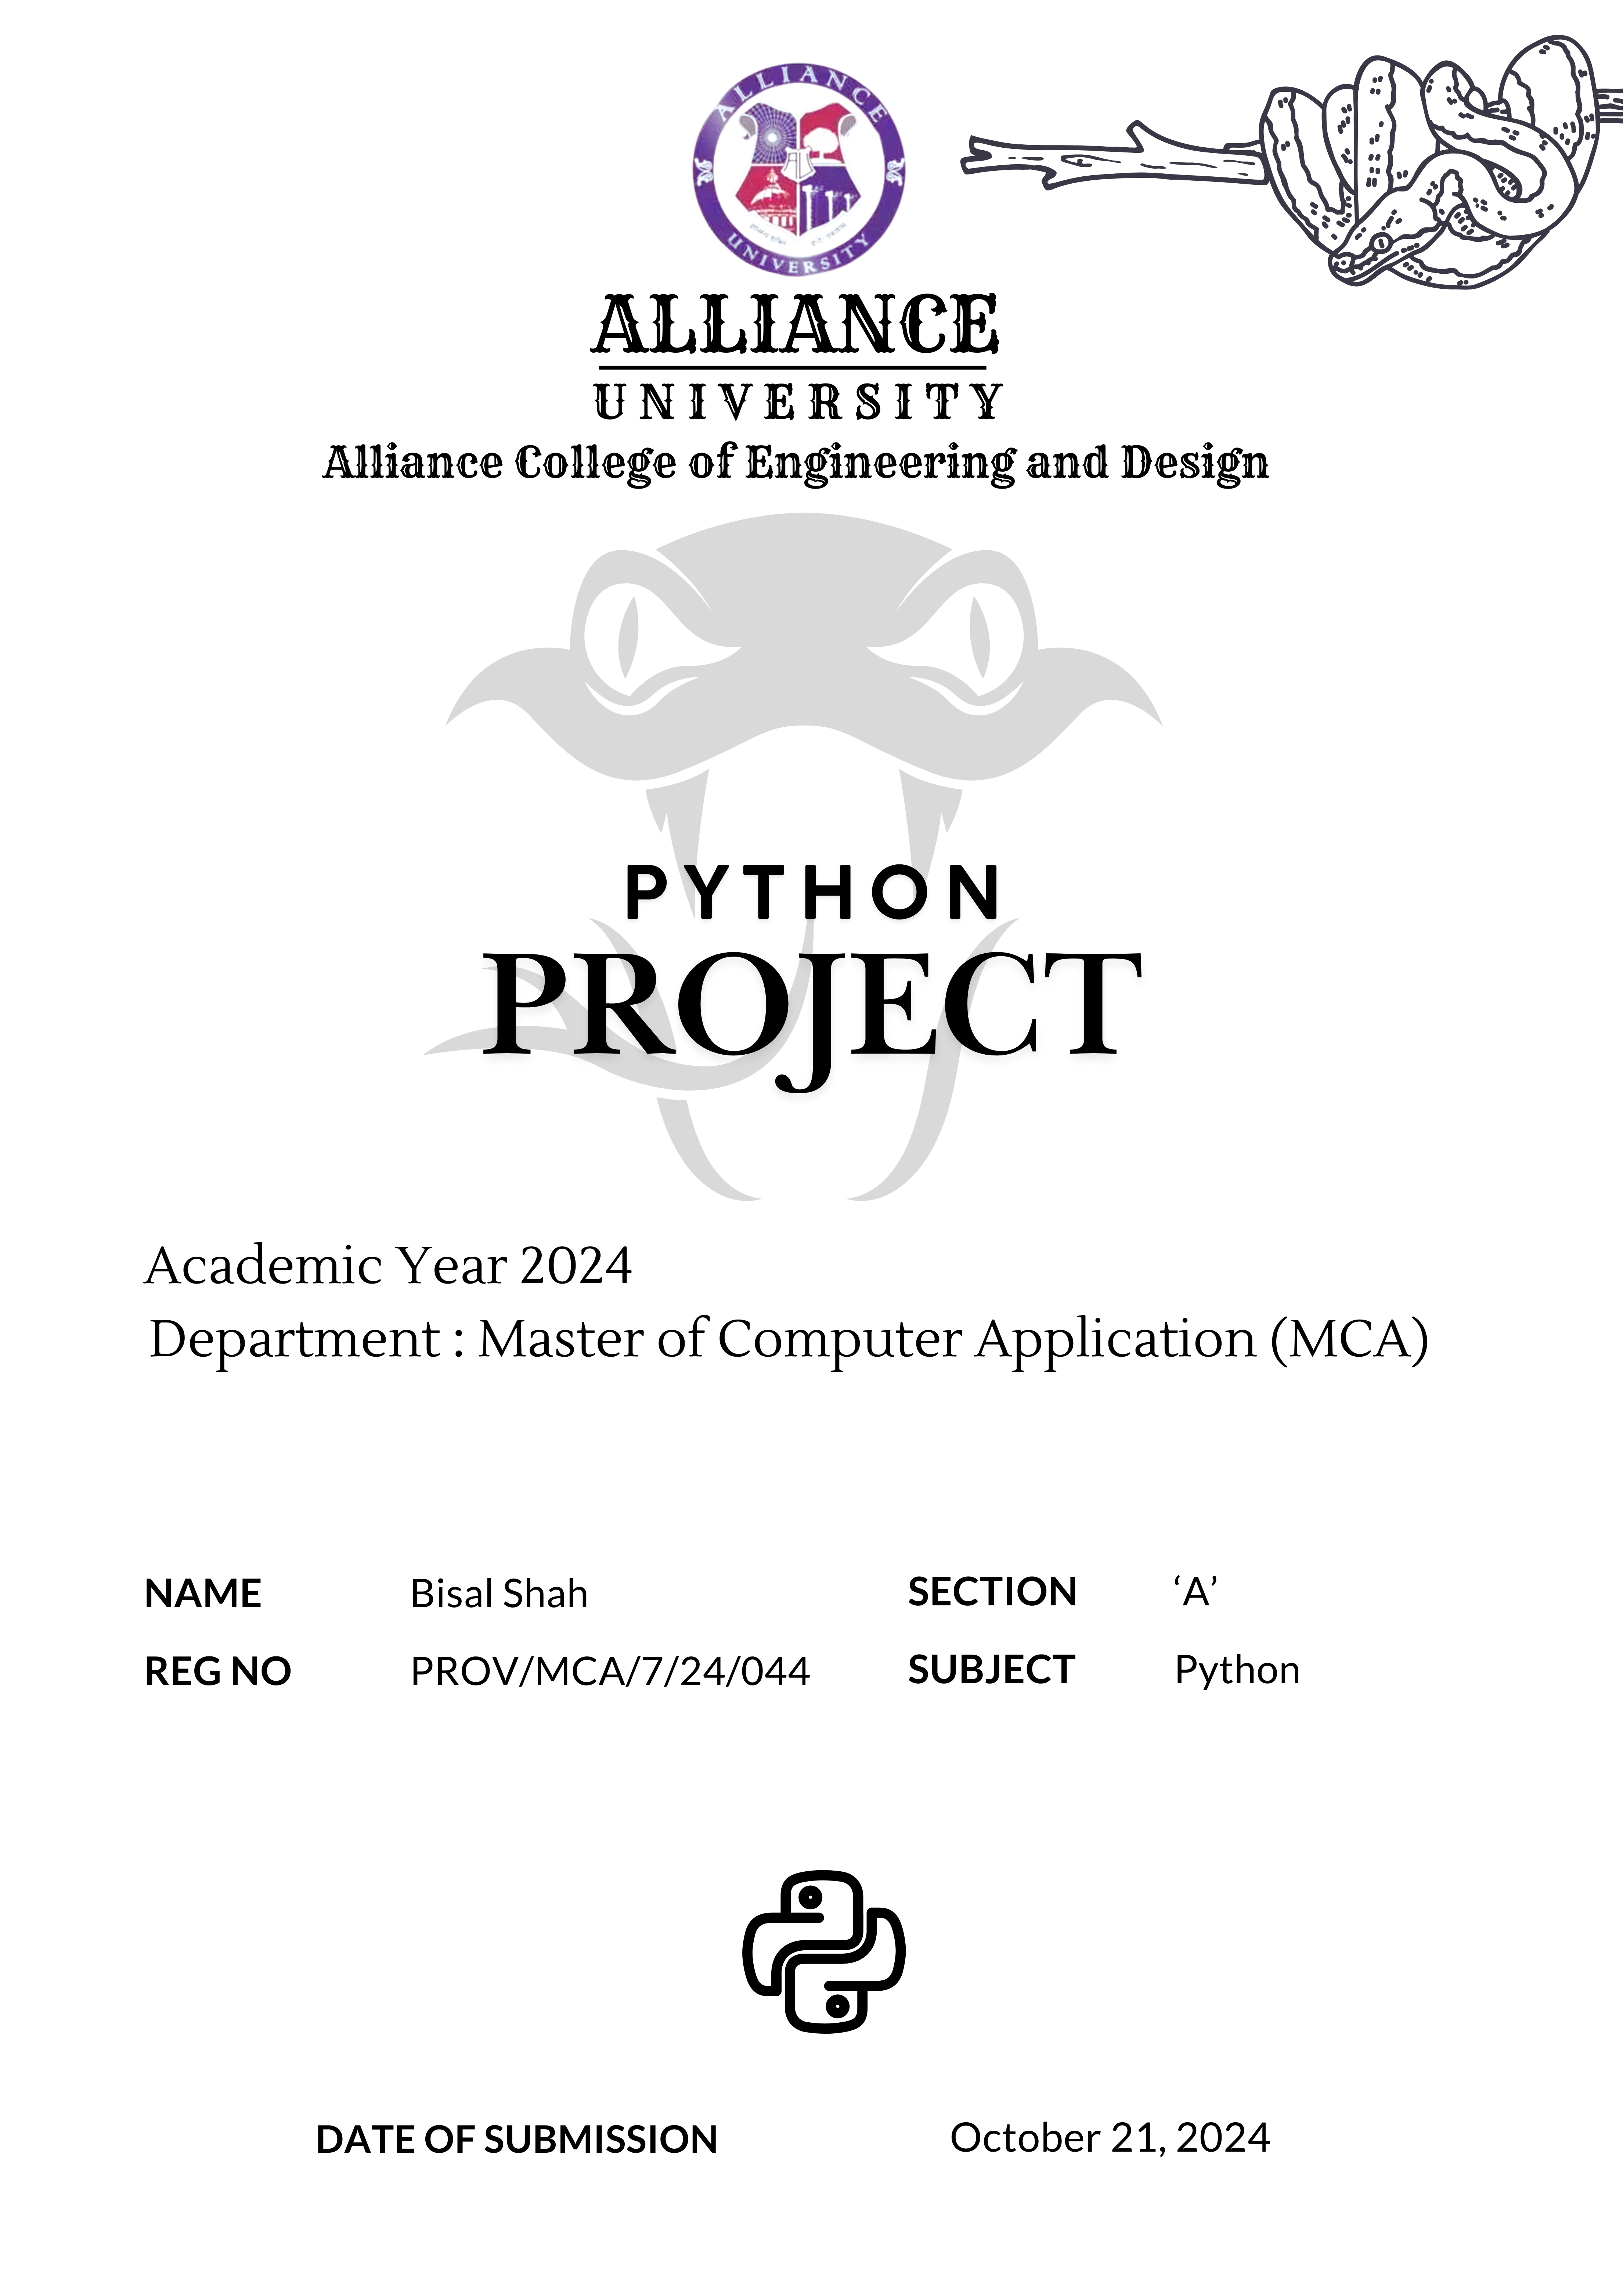 ALLIANCE
UNIVERSITY
ALLIANCE
UNIVERSITY
Alliance College of Engineering and Design
PYTHON
PROJECT
Academic Year 2024
Department : Master of Computer Application (MCA)
NAME Bisal Shah SECTION ‘A’
REG NO PROV/MCA/7/24/044 SUBJECT Python
DATE OF SUBMISSION October 21, 2024